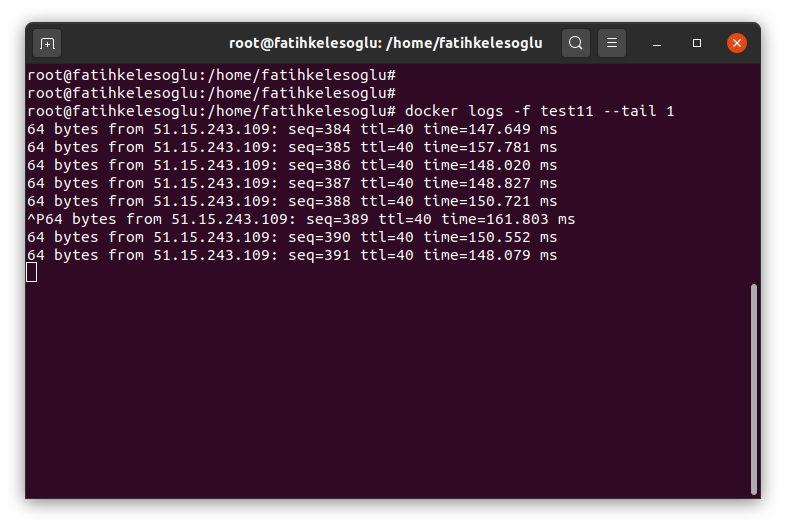 root@fatihkelesoglu: /home/fatihkelesoglu
root@fatihkelesoglu:/home/fatihkelesoglu#
root@fatihkelesoglu:/home/fatihkelesoglu#
root@fatihkelesoglu:/home/fatihkelesoglu# docker logs -f test11 --tail 1
64 bytes from 51.15.243.109: seq=384 ttl=40 time=147.649 ms
64 bytes from 51.15.243.109: seq=385 ttl=40 time=157.781 ms
64 bytes from 51.15.243.109: seq=386 ttl=40 time=148.020 ms
64 bytes from 51.15.243.109: seq=387 ttl=40 time=148.827 ms
64 bytes from 51.15.243.109: seq=388 ttl=40 time=150.721 ms
^P64 bytes from 51.15.243.109: seq=389 ttl=40 time=161.803 ms
64 bytes from 51.15.243.109: seq=390 ttl=40 time=150.552 ms
64 bytes from 51.15.243.109: seq=391 ttl=40 time=148.079 ms